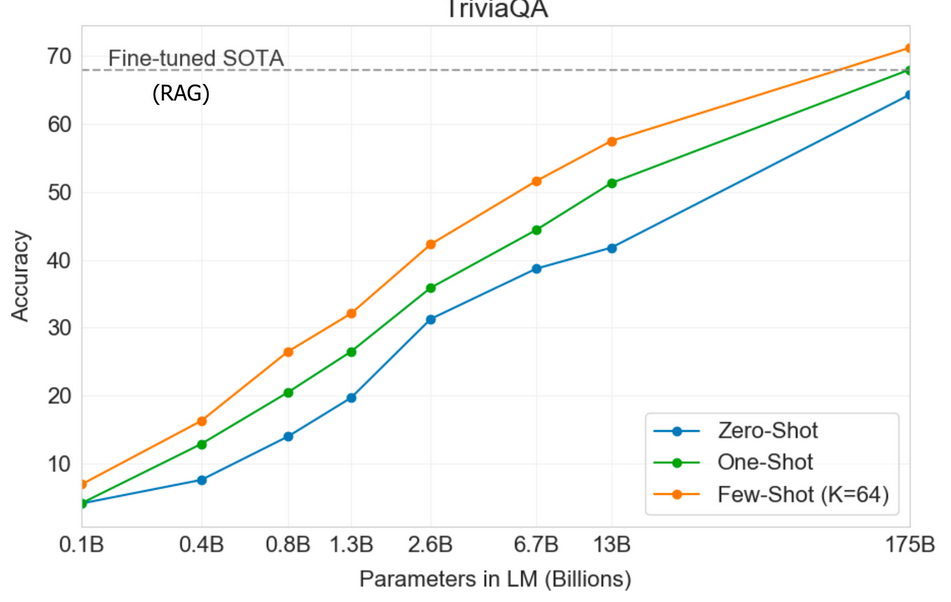 TriviaQA
Fine-tuned SOTA
(RAG)
70
60
50
40
30
20
10
Accuracy
Zero-Shot
One-Shot
Few-Shot (K=64)
0.1B 0.4B 0.8B 1.3B 2.6B 6.7B 13B 175B
Parameters in LM (Billions)